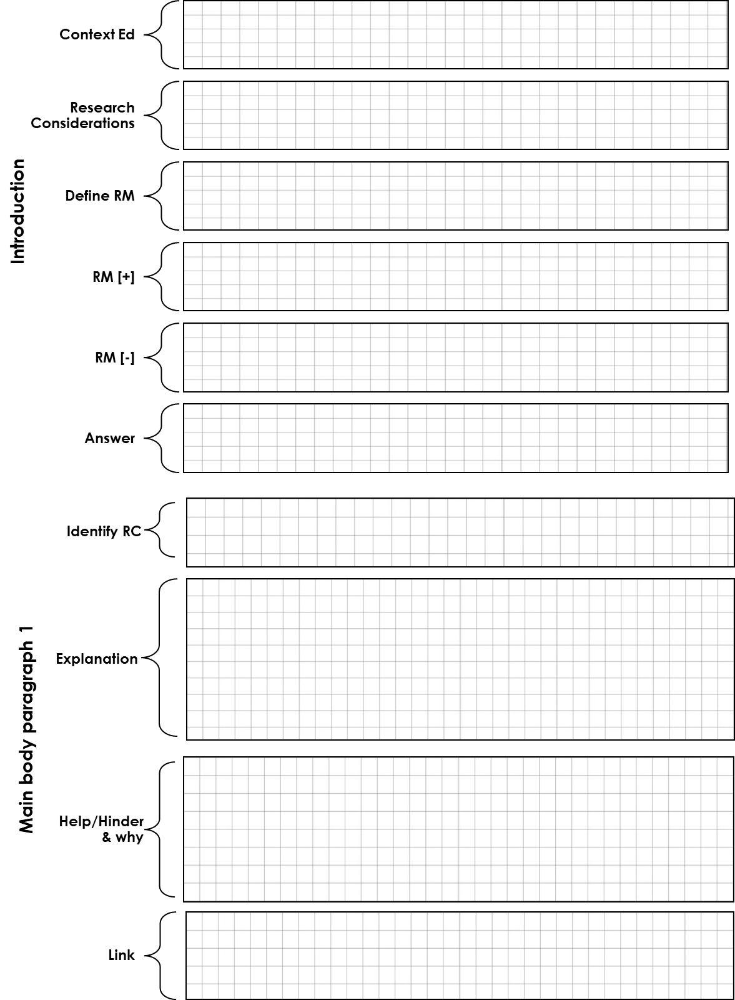 Introduction
Context Ed
Research
Considerations
Define RM
RM [+]
RM [-]
Answer
Main body paragraph 1
Identify RC
Explanation
Help/Hinder
& why
Link